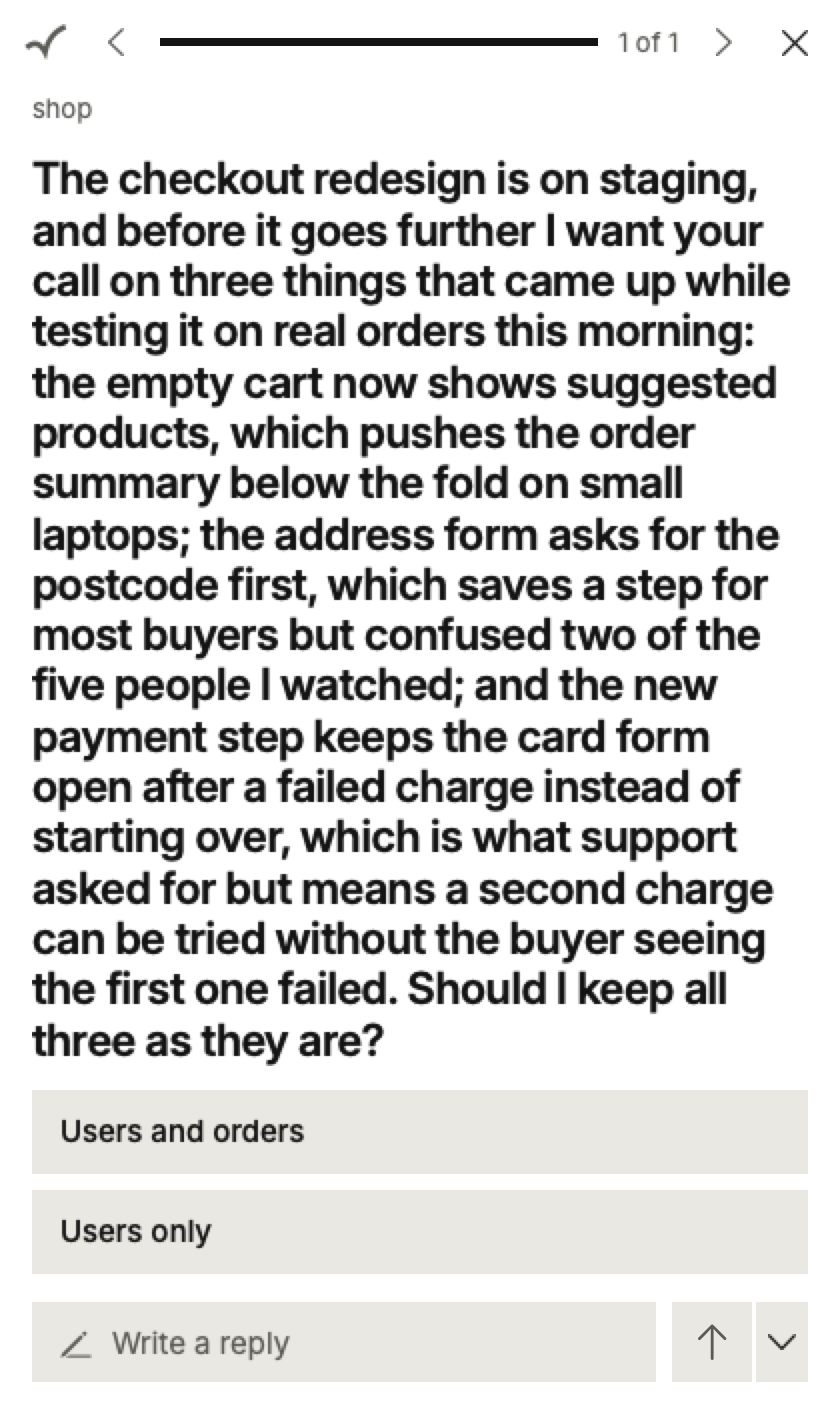 1 of 1
shop
The checkout redesign is on staging,
and before it goes further I want your
call on three things that came up while
testing it on real orders this morning:
the empty cart now shows suggested
products, which pushes the order
summary below the fold on small
laptops; the address form asks for the
postcode first, which saves a step for
most buyers but confused two of the
five people I watched; and the new
payment step keeps the card form
open after a failed charge instead of
starting over, which is what support
asked for but means a second charge
can be tried without the buyer seeing
the first one failed. Should I keep all
three as they are?
Users and orders
Users only
Write a reply